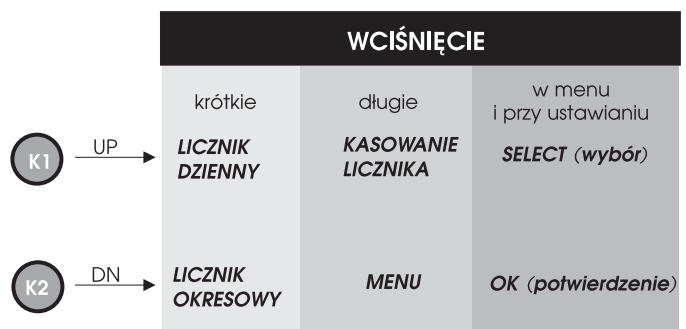 WCIŚNIĘCIE
krótkie
długie
w menu
i przy ustawianiu
K1
UP
LICZNIK
DZIENNY
KASOWANIE
LICZNIKA
SELECT (wybór)
K2
DN
LICZNIK
OKRESOWY
MENU
OK (potwierdzenie)